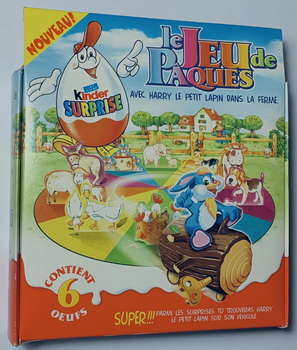 NOUVEAU!
le JEU de
PAQUES
AVEC HARRY LE PETIT LAPIN DANS LA FERME
Kinder
SURPRISE
CONTIENT
6
OEUFS
SUPER!!! PARMI LES SURPRISES TU TROUVERAS HARRY
LE PETIT LAPIN SUR SON VÉHICULE